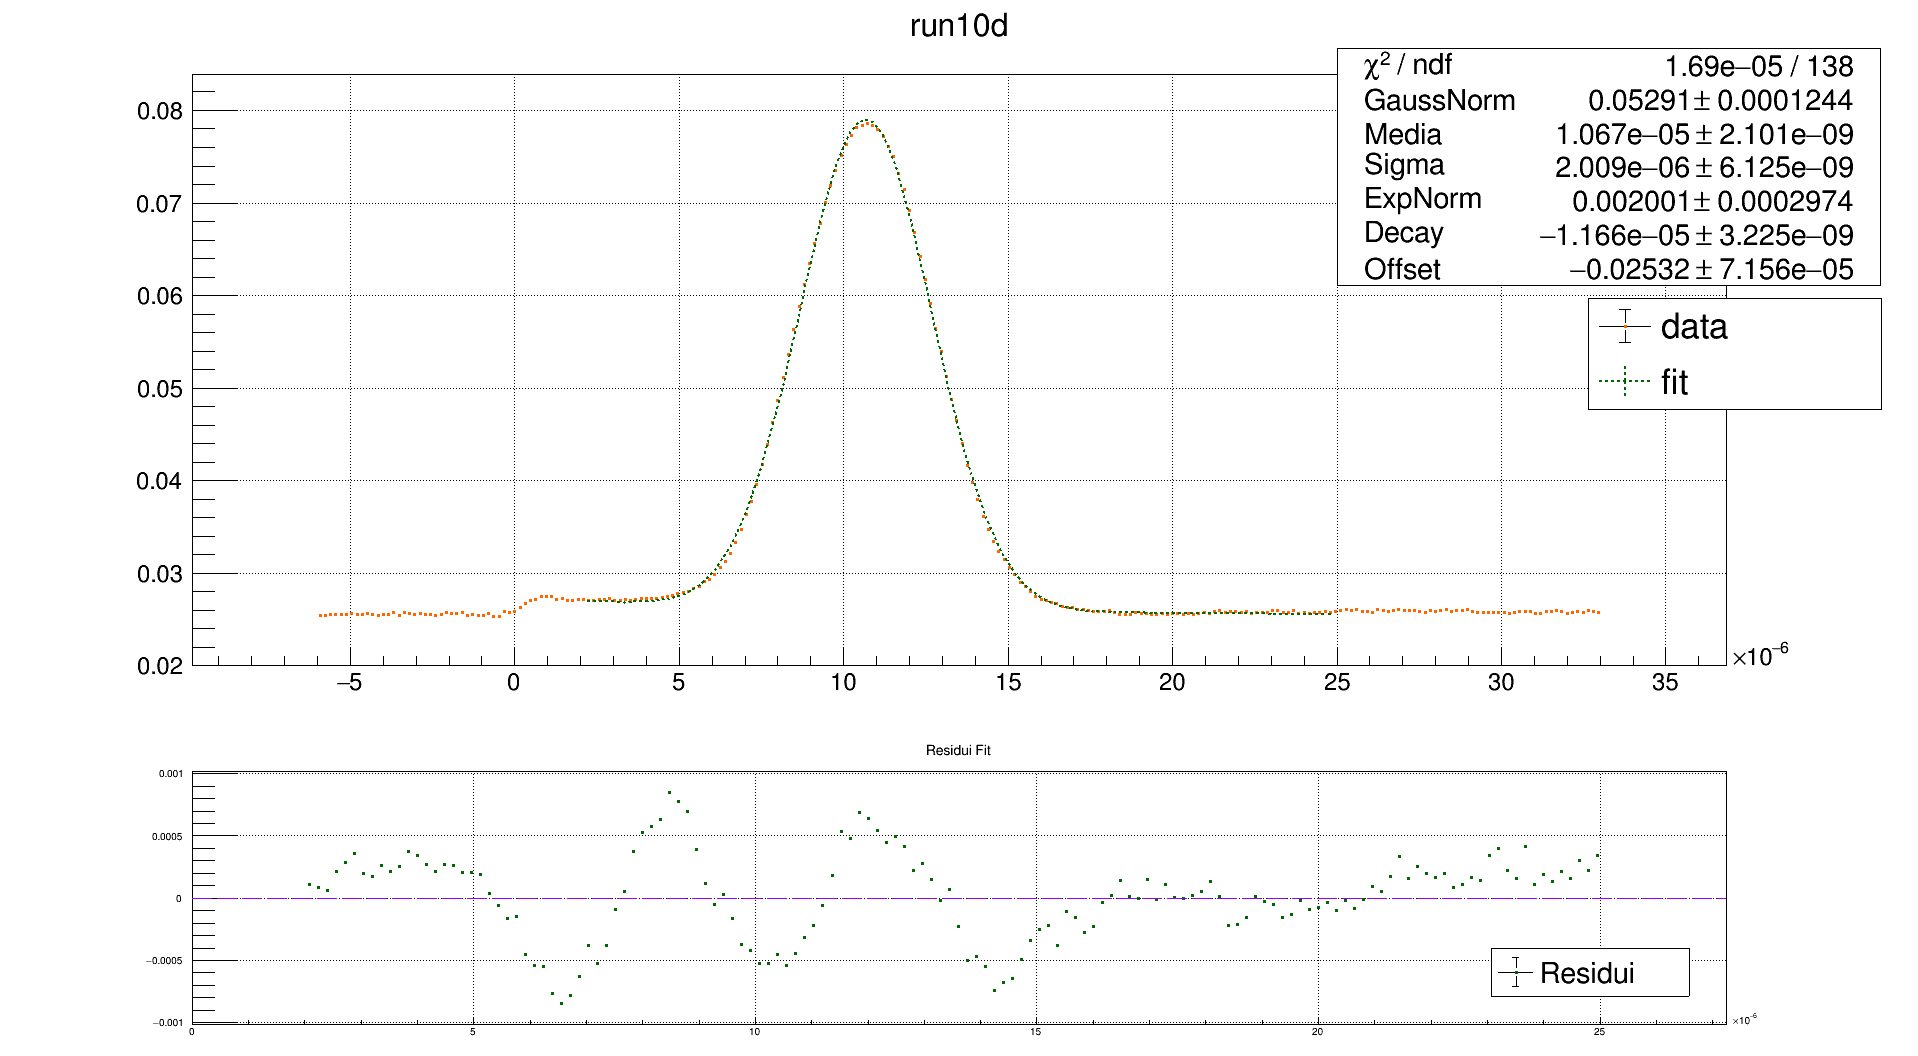 run10d
χ² / ndf 1.69e−05 / 138
GaussNorm 0.05291 ± 0.0001244
Media 1.067e−05 ± 2.101e−09
Sigma 2.009e−06 ± 6.125e−09
ExpNorm 0.002001 ± 0.0002974
Decay −1.166e−05 ± 3.225e−09
Offset −0.02532 ± 7.156e−05
data
fit
0.08
0.07
0.06
0.05
0.04
0.03
0.02
−5 0 5 10 15 20 25 30 35
×10⁻⁶
Residui Fit
0.001
0.0005
0
−0.0005
−0.001
Residui
0 5 10 15 20 25
×10⁻⁶